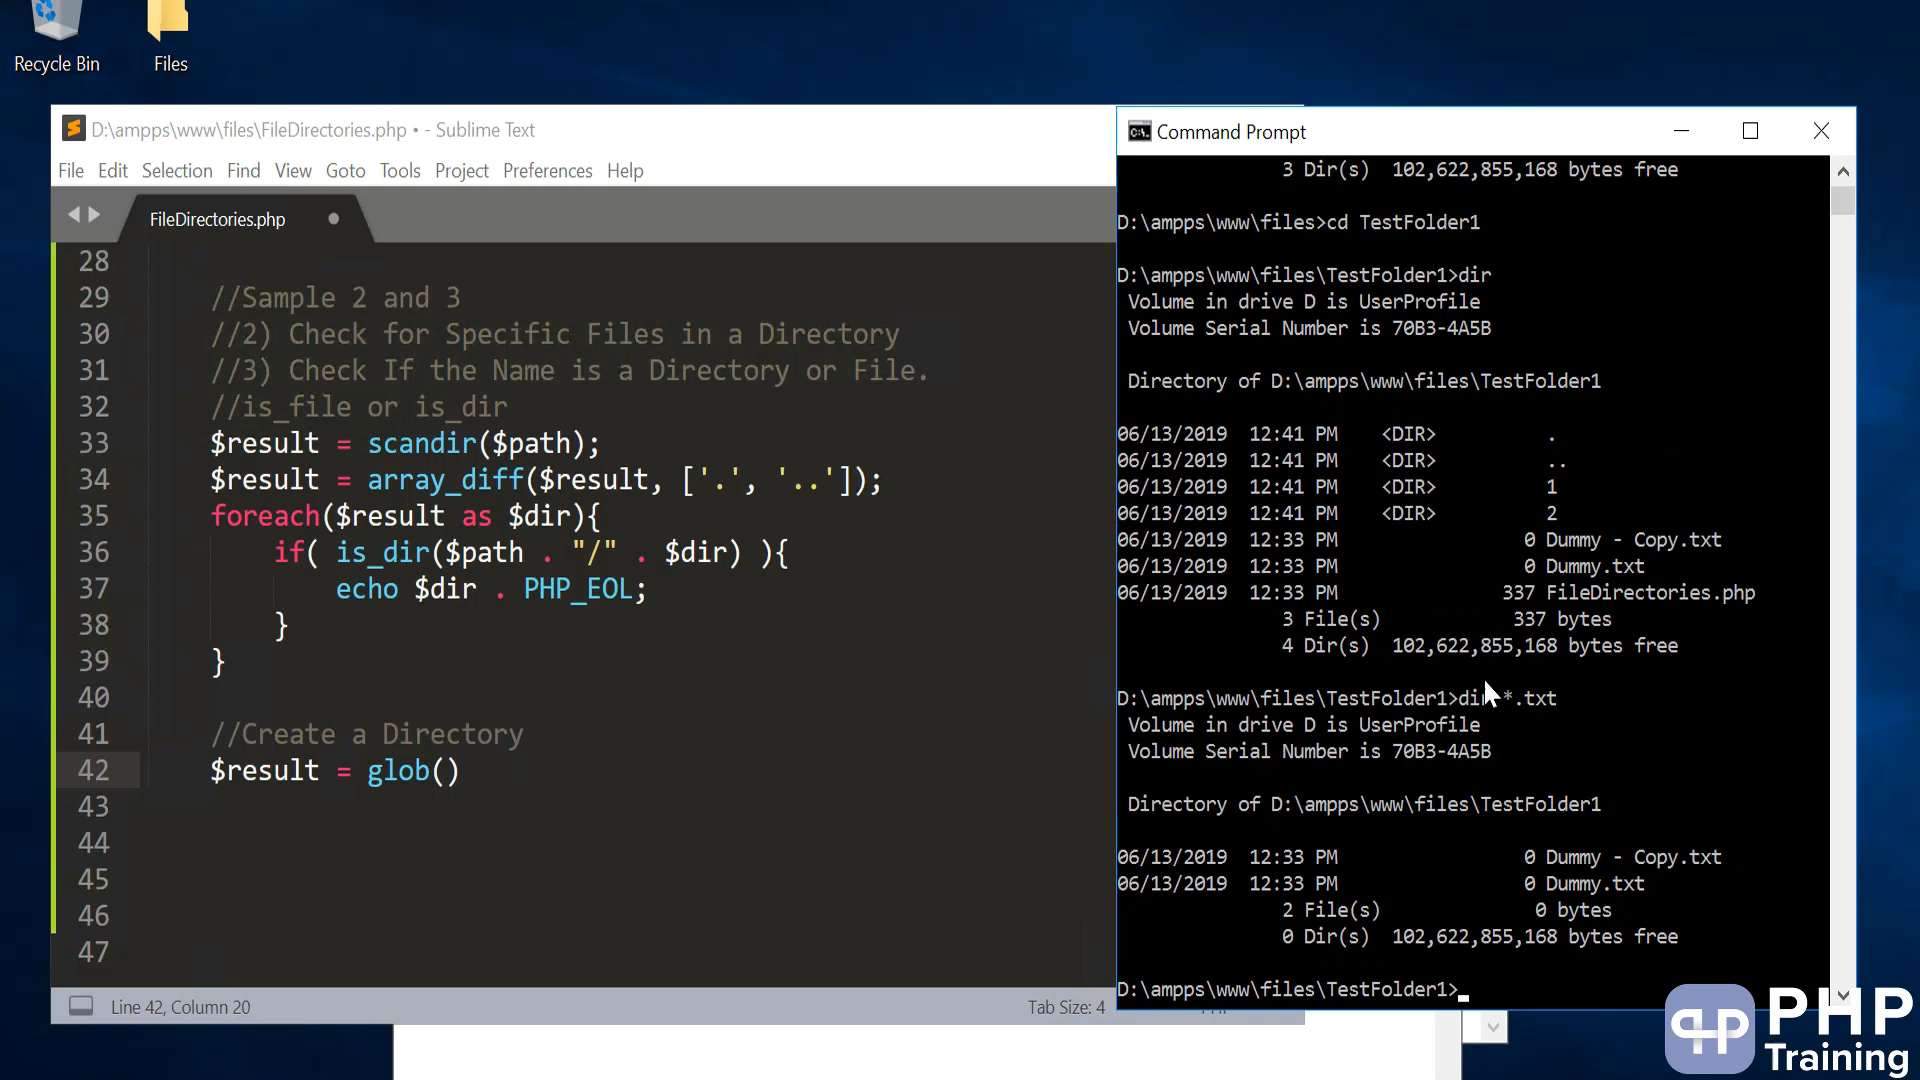 Recycle Bin
Files
D:\ampps\www\files\FileDirectories.php • - Sublime Text
File Edit Selection Find View Goto Tools Project Preferences Help
FileDirectories.php
28
29 //Sample 2 and 3
30 //2) Check for Specific Files in a Directory
31 //3) Check If the Name is a Directory or File.
32 //is_file or is_dir
33 $result = scandir($path);
34 $result = array_diff($result, ['.', '..']);
35 foreach($result as $dir){
36 if( is_dir($path . "/" . $dir) ){
37 echo $dir . PHP_EOL;
38 }
39 }
40
41 //Create a Directory
42 $result = glob()
43
44
45
46
47
Line 42, Column 20
Tab Size: 4
Command Prompt
3 Dir(s) 102,622,855,168 bytes free
D:\ampps\www\files>cd TestFolder1
D:\ampps\www\files\TestFolder1>dir
Volume in drive D is UserProfile
Volume Serial Number is 70B3-4A5B
Directory of D:\ampps\www\files\TestFolder1
06/13/2019 12:41 PM <DIR> .
06/13/2019 12:41 PM <DIR> ..
06/13/2019 12:41 PM <DIR> 1
06/13/2019 12:41 PM <DIR> 2
06/13/2019 12:33 PM 0 Dummy - Copy.txt
06/13/2019 12:33 PM 0 Dummy.txt
06/13/2019 12:33 PM 337 FileDirectories.php
3 File(s) 337 bytes
4 Dir(s) 102,622,855,168 bytes free
D:\ampps\www\files\TestFolder1>dir *.txt
Volume in drive D is UserProfile
Volume Serial Number is 70B3-4A5B
Directory of D:\ampps\www\files\TestFolder1
06/13/2019 12:33 PM 0 Dummy - Copy.txt
06/13/2019 12:33 PM 0 Dummy.txt
2 File(s) 0 bytes
0 Dir(s) 102,622,855,168 bytes free
D:\ampps\www\files\TestFolder1>
PHP
Training